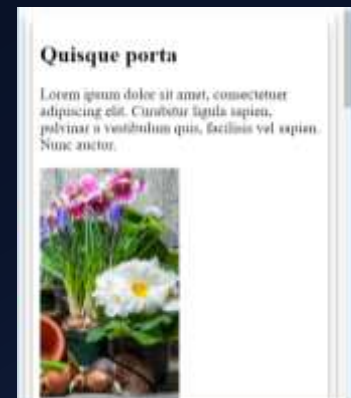 Quisque porta
Lorem ipsum dolor sit amet, consectetuer
adipiscing elit. Curabitur ligula sapien,
pulvinar a vestibulum quis, facilisis vel sapien.
Nunc auctor.